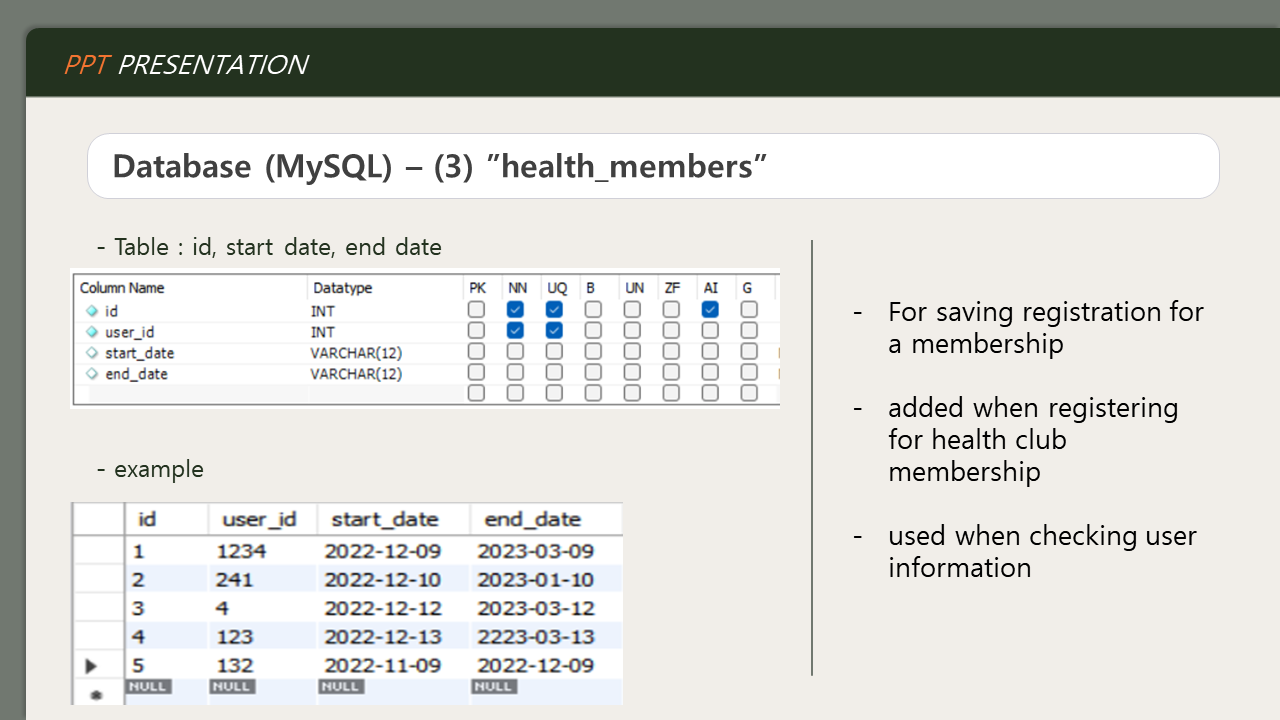 PPT PRESENTATION
Database (MySQL) – (3) ”health_members”
- Table : id, start date, end date
Column Name Datatype PK NN UQ B UN ZF AI G
id INT
user_id INT
start_date VARCHAR(12)
end_date VARCHAR(12)
- example
id user_id start_date end_date
1 1234 2022-12-09 2023-03-09
2 241 2022-12-10 2023-01-10
3 4 2022-12-12 2023-03-12
4 123 2022-12-13 2223-03-13
5 132 2022-11-09 2022-12-09
NULL NULL NULL NULL
- For saving registration for
a membership
- added when registering
for health club
membership
- used when checking user
information